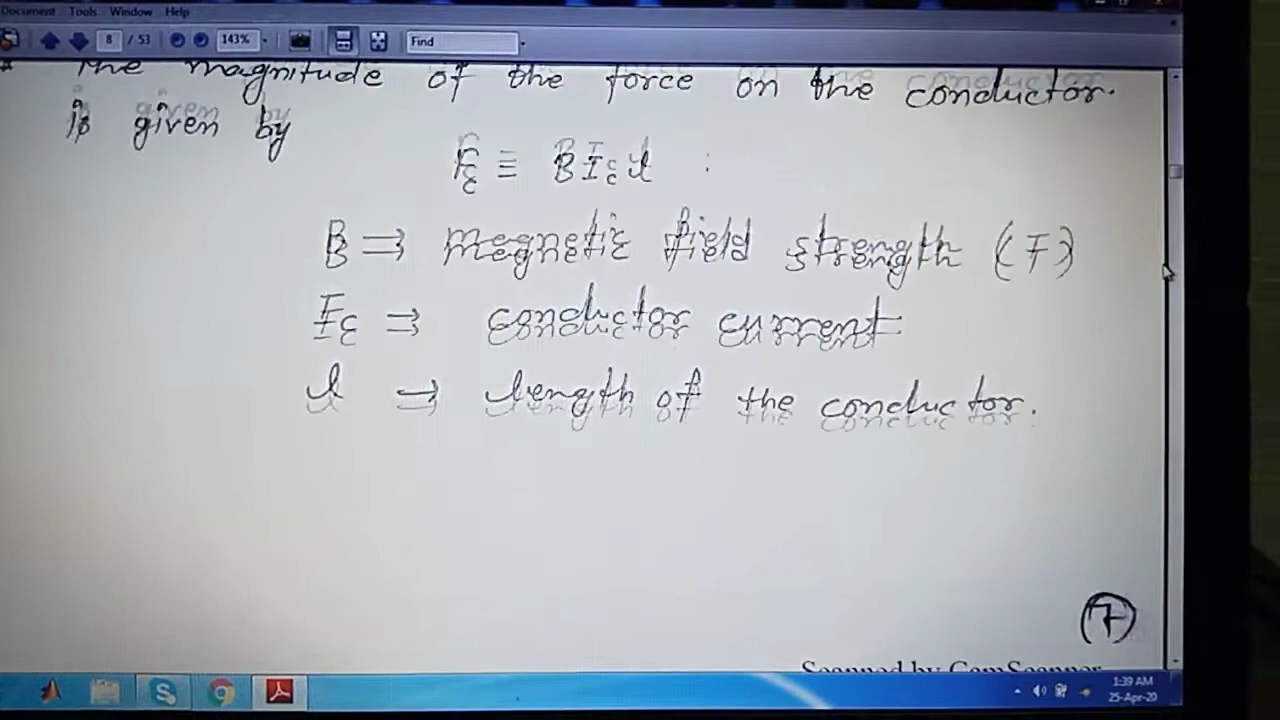 Document Tools Window Help
8 / 53 143% Find
* The magnitude of the force on the conductor.
is given by
Fc = BIcl :
B ⇒ Magnetic field strength (T)
Ic ⇒ conductor current
l → length of the conductor.
7
Scanned by CamScanner
1:39 AM
25-Apr-20